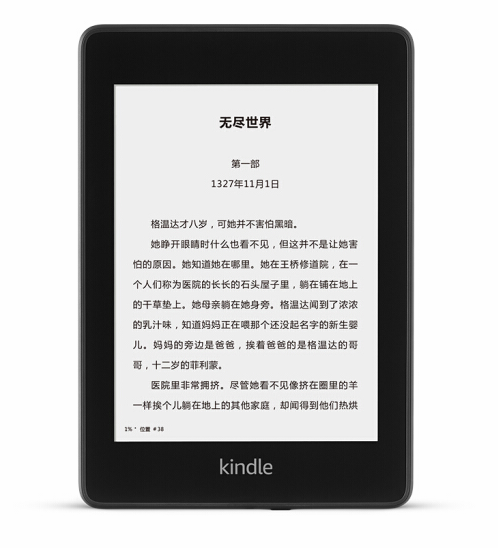 无尽世界
第一部
1327年11月1日
格温达才八岁，可她并不害怕黑暗。
她睁开眼睛时什么也看不见，但这并不是让她害
怕的原因。她知道她在哪里。她在王桥修道院，在一
个人们称为医院的长长的石头屋子里，躺在铺在地上
的干草垫上。她母亲躺在她身旁。格温达闻到了浓浓
的乳汁味，知道妈妈正在喂那个还没起名字的新生婴
儿。妈妈的旁边是爸爸，挨着爸爸的是格温达的哥
哥，十二岁的菲利蒙。
医院里非常拥挤。尽管她看不见像挤在圈里的羊
一样挨个儿躺在地上的其他家庭，却闻得到他们热烘
1% * 位置 #38
kindle